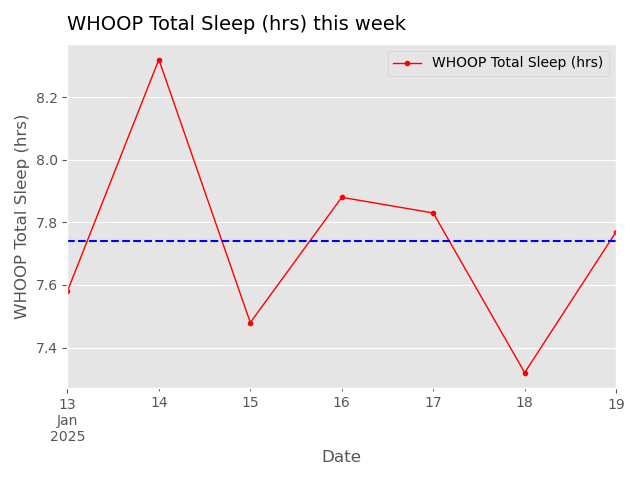 WHOOP Total Sleep (hrs) this week
WHOOP Total Sleep (hrs)
WHOOP Total Sleep (hrs)
8.2
8.0
7.8
7.6
7.4
13 14 15 16 17 18 19
Jan
2025
Date